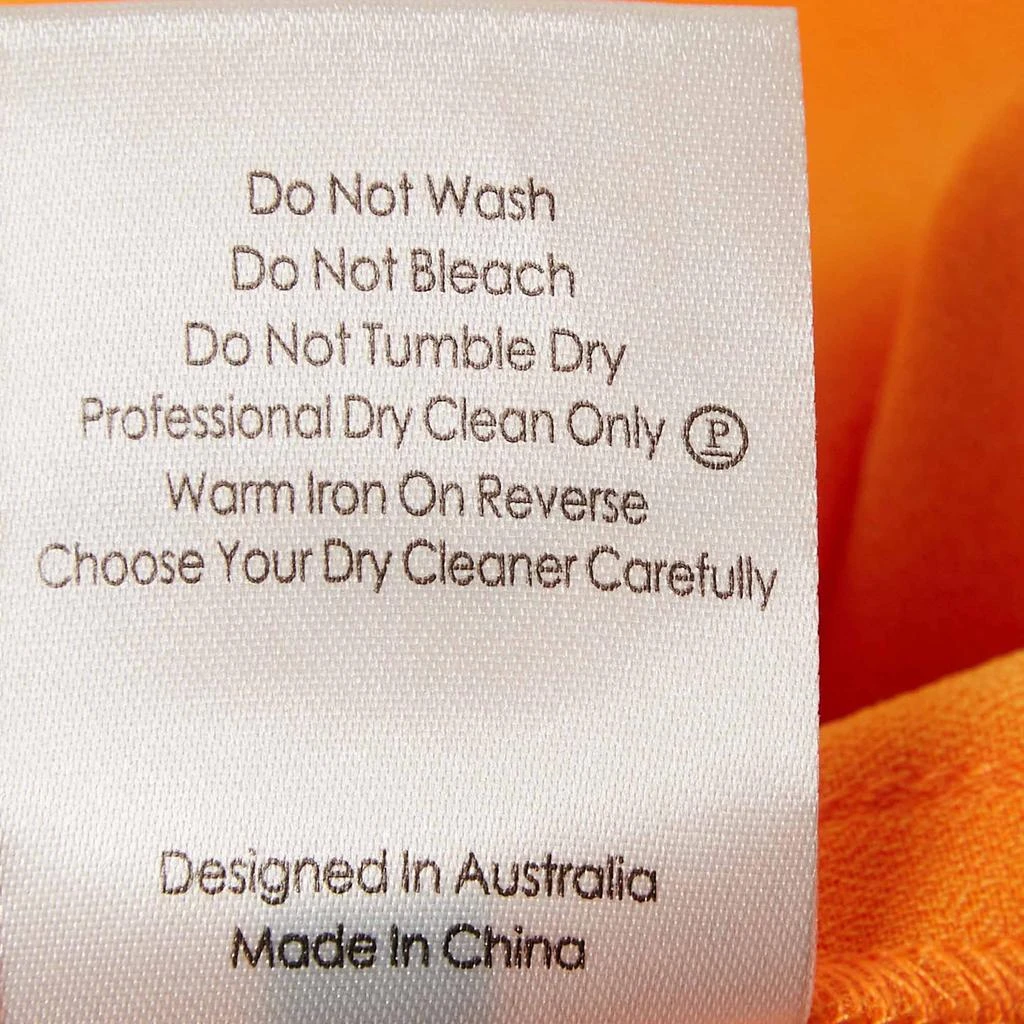 Do Not Wash
Do Not Bleach
Do Not Tumble Dry
Professional Dry Clean Only Ⓟ
Warm Iron On Reverse
Choose Your Dry Cleaner Carefully
Designed In Australia
Made In China